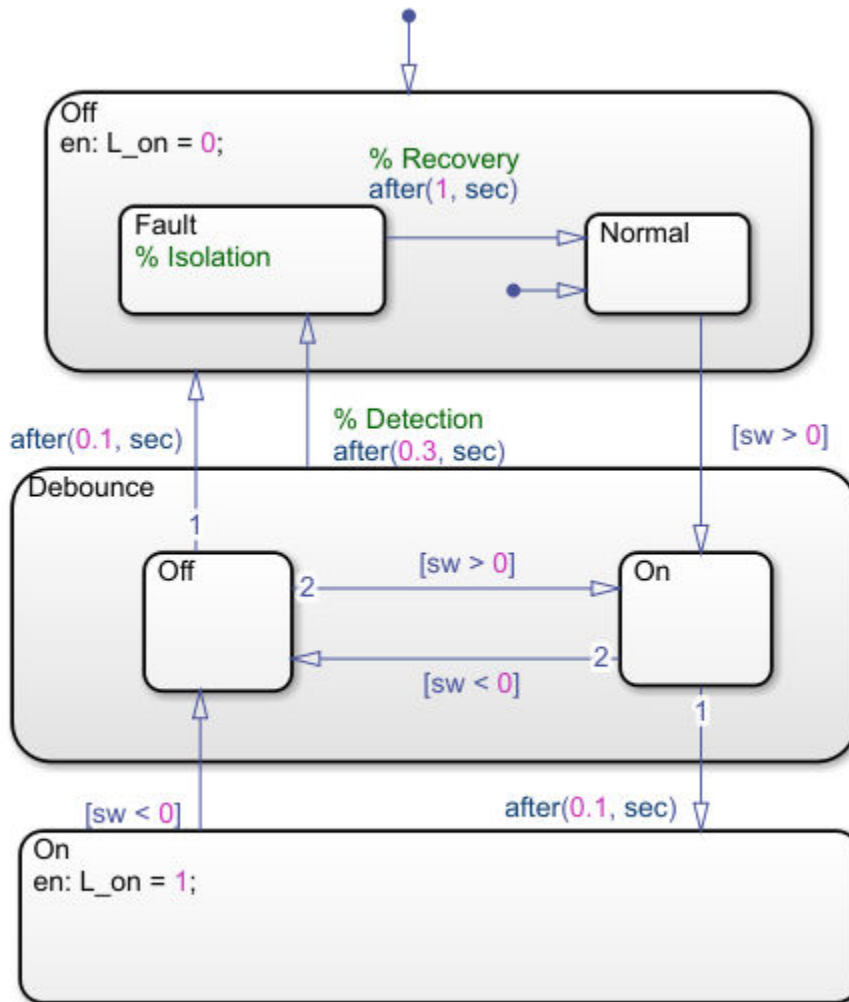 Off
en: L_on = 0;
% Recovery
after(1, sec)
Fault
% Isolation
Normal
after(0.1, sec)
% Detection
after(0.3, sec)
[sw > 0]
Debounce
1
Off
[sw > 0]
On
2
2
[sw < 0]
1
[sw < 0]
after(0.1, sec)
On
en: L_on = 1;